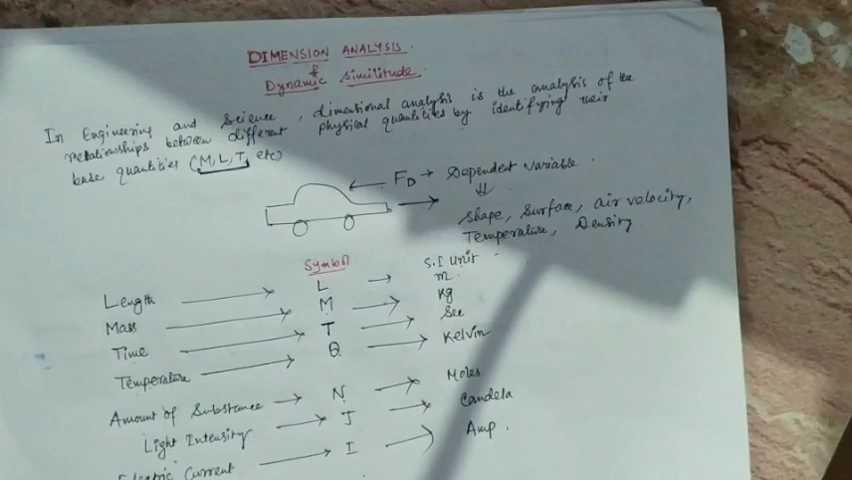 DIMENSION ANALYSIS
&
Dynamic Similitude.
In Engineering and Science, dimensional analysis is the analysis of the
relationships between different physical quantities by identifying their
base quantities (M, L, T, etc)
F_D → Dependent Variable.
⇓
Shape, Surface, air velocity,
Temperature, Density
Symbol S.I Unit
Length → L → m
Mass → M → kg
Time → T → Sec
Temperature → θ → Kelvin
Amount of Substance → N → Moles
Light Intensity → J → Candela
Electric Current → I → Amp.